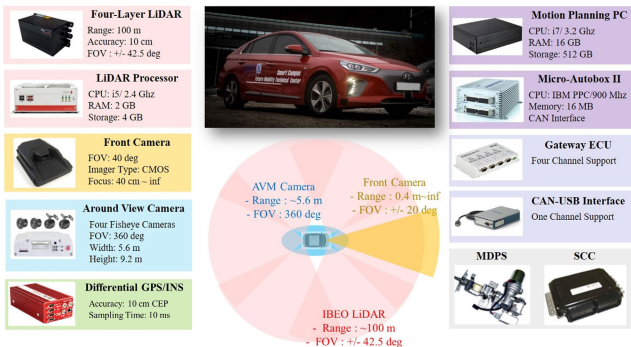 Four-Layer LiDAR
Range: 100 m
Accuracy: 10 cm
FOV : +/- 42.5 deg
LiDAR Processor
CPU: i5/ 2.4 Ghz
RAM: 2 GB
Storage: 4 GB
Front Camera
FOV: 40 deg
Imager Type: CMOS
Focus: 40 cm ~ inf
Around View Camera
Four Fisheye Cameras
FOV: 360 deg
Width: 5.6 m
Height: 9.2 m
Differential GPS/INS
Accuracy: 10 cm CEP
Sampling Time: 10 ms
Smart Campus
Future Mobility Technical Center
AVM Camera
- Range : ~5.6 m
- FOV : 360 deg
Front Camera
- Range : 0.4 m~inf
- FOV : +/- 20 deg
IBEO LiDAR
- Range : ~100 m
- FOV : +/- 42.5 deg
Motion Planning PC
CPU: i7/ 3.2 Ghz
RAM: 16 GB
Storage: 512 GB
Micro-Autobox II
CPU: IBM PPC/900 Mhz
Memory: 16 MB
CAN Interface
Gateway ECU
Four Channel Support
CAN-USB Interface
One Channel Support
MDPS
SCC